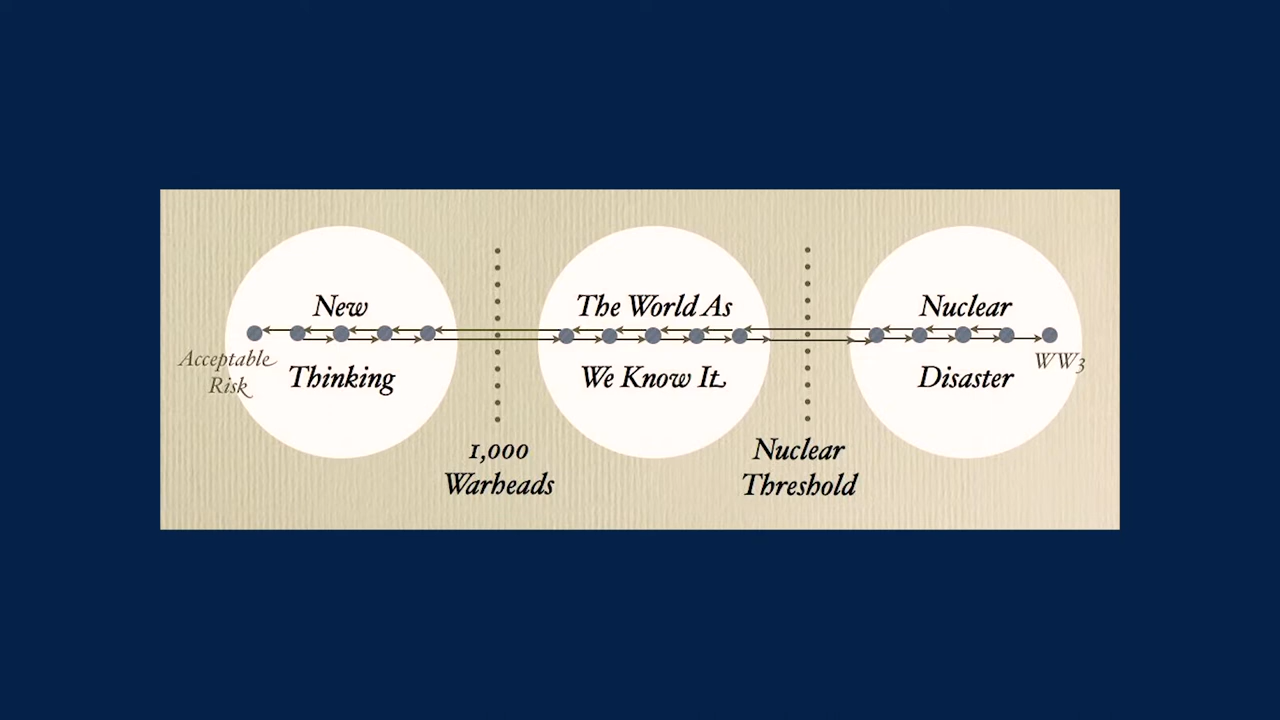 New
Thinking
Acceptable
Risk
1,000
Warheads
The World As
We Know It
Nuclear
Threshold
Nuclear
Disaster
WW3